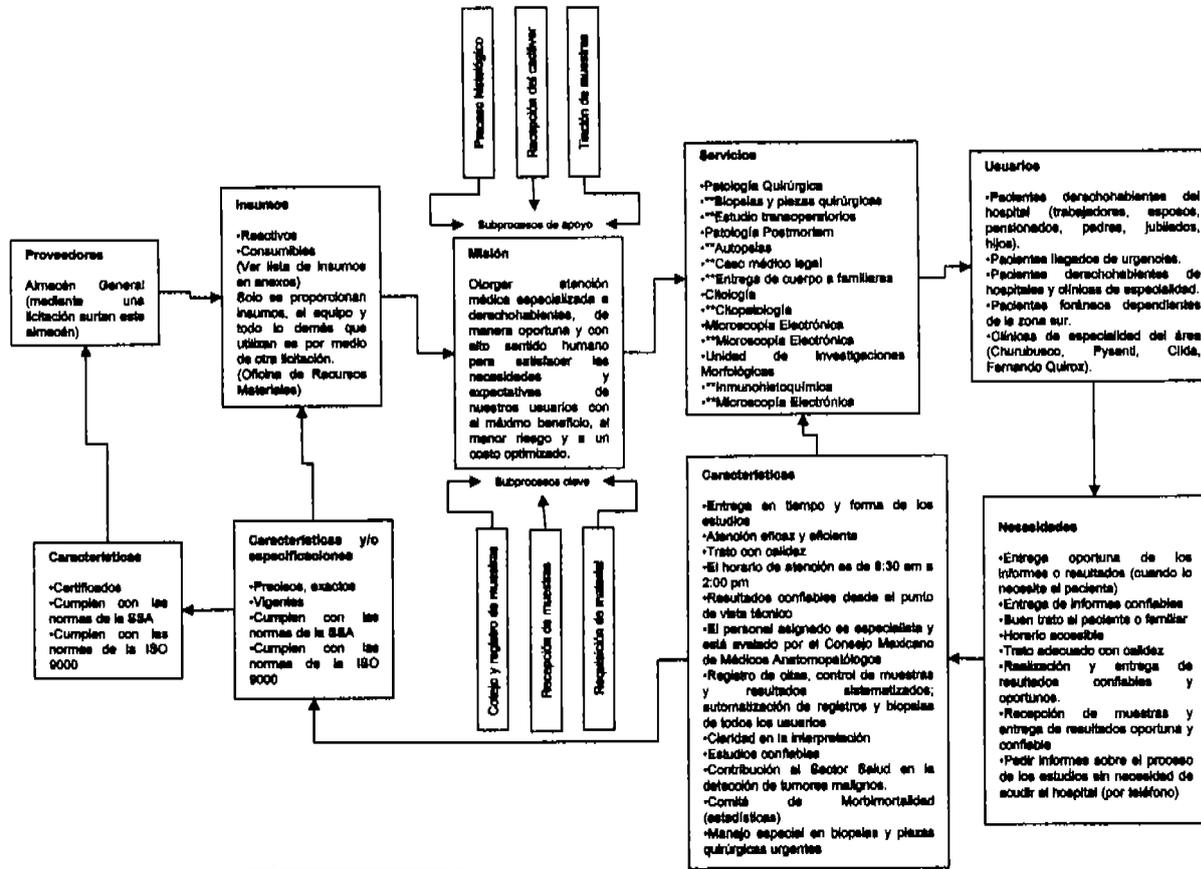 Proceso histológico
Recepción del cadáver
Tinción de muestras
Subprocesos de apoyo
Proveedores
Almacén General
(mediante una
licitación surten este
almacén)
Insumos
•Reactivos
•Consumibles
(Ver lista de insumos
en anexos)
Solo se proporcionan
insumos, el equipo y
todo lo demás que
utilizan es por medio
de otra licitación.
(Oficina de Recursos
Materiales)
Misión
Otorgar atención
médica especializada a
derechohabientes, de
manera oportuna y con
alto sentido humano
para satisfacer las
necesidades y
expectativas de
nuestros usuarios con
el máximo beneficio, al
menor riesgo y a un
costo optimizado.
Servicios
•Patología Quirúrgica
•**Biopsias y piezas quirúrgicas
•**Estudio transoperatorios
•Patología Postmortem
•**Autopsias
•**Caso médico legal
•**Entrega de cuerpo a familiares
•Citología
•**Citopatología
•Microscopía Electrónica
•**Microscopía Electrónica
•Unidad de Investigaciones
Morfológicas
•**Inmunohistoquímica
•**Microscopía Electrónica
Usuarios
•Pacientes derechohabientes del
hospital (trabajadores, esposos,
pensionados, padres, jubilados,
hijos).
•Pacientes llegados de urgencias.
•Pacientes derechohabientes de
hospitales y clínicas de especialidad.
•Pacientes foráneos dependientes
de la zona sur.
•Clínicas de especialidad del área
(Churubusco, Pysenti, Clida,
Fernando Quiroz).
Subprocesos clave
Cotejo y registro de muestras
Recepción de muestras
Requisición de material
Características
•Certificados
•Cumplen con las
normas de la SSA
•Cumplen con las
normas de la ISO
9000
Características y/o
especificaciones
•Precisos, exactos
•Vigentes
•Cumplen con las
normas de la SSA
•Cumplen con las
normas de la ISO
9000
Características
•Entrega en tiempo y forma de los
estudios
•Atención eficaz y eficiente
•Trato con calidez
•El horario de atención es de 8:30 am a
2:00 pm
•Resultados confiables desde el punto
de vista técnico
•El personal asignado es especialista y
está avalado por el Consejo Mexicano
de Médicos Anatomopatólogos
•Registro de citas, control de muestras
y resultados sistematizados;
automatización de registros y biopsias
de todos los usuarios
•Claridad en la interpretación
•Estudios confiables
•Contribución al Sector Salud en la
detección de tumores malignos.
•Comité de Morbimortalidad
(estadísticas)
•Manejo especial en biopsias y piezas
quirúrgicas urgentes
Necesidades
•Entrega oportuna de los
informes o resultados (cuando lo
necesite el paciente)
•Entrega de informes confiables
•Buen trato al paciente o familiar
•Horario accesible
•Trato adecuado con calidez
•Realización y entrega de
resultados confiables y
oportunos.
•Recepción de muestras y
entrega de resultados oportuna y
confiable
•Pedir informes sobre el proceso
de los estudios sin necesidad de
acudir al hospital (por teléfono)